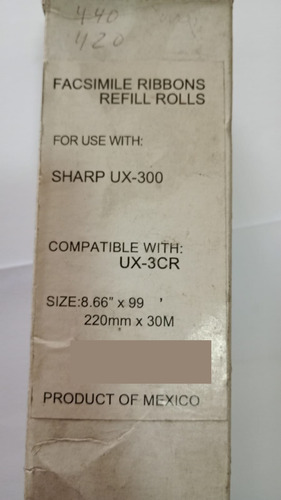 440
420
FACSIMILE RIBBONS
REFILL ROLLS
FOR USE WITH:
SHARP UX-300
COMPATIBLE WITH:
UX-3CR
SIZE:8.66" x 99 '
220mm x 30M
PRODUCT OF MEXICO